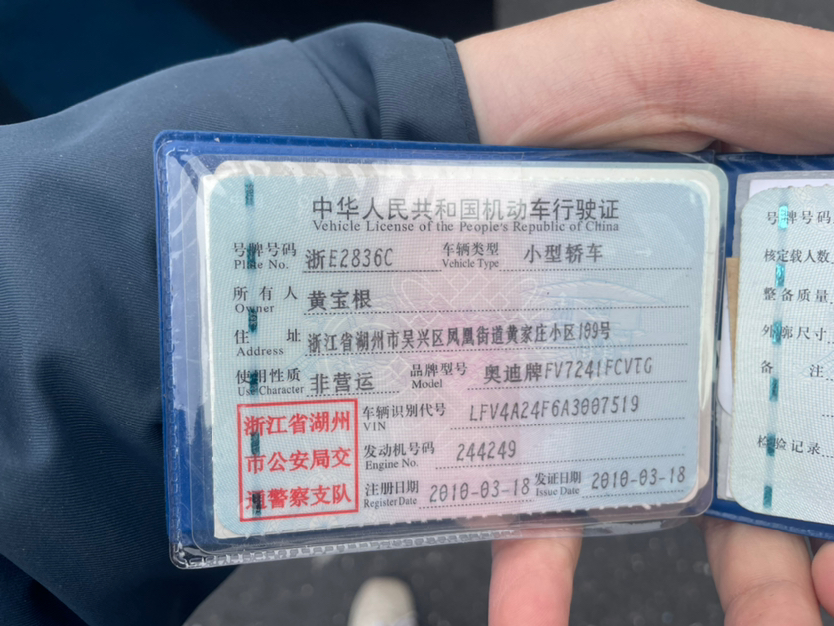 中华人民共和国机动车行驶证
Vehicle License of the People's Republic of China
号牌号码 浙E2836C 车辆类型 小型轿车
Plate No. Vehicle Type
所有人 黄宝根
Owner
住址 浙江省湖州市吴兴区凤凰街道黄家庄小区199号
Address
使用性质 非营运 品牌型号 奥迪牌FV7241FCVTG
Use Character Model
浙江省湖州
市公安局交
通警察支队
车辆识别代号 LFV4A24F6A3007519
VIN
发动机号码 244249
Engine No.
注册日期 2010-03-18 发证日期 2010-03-18
Register Date Issue Date
号牌号码
核定载人数
整备质量
外廓尺寸
备注
检验记录